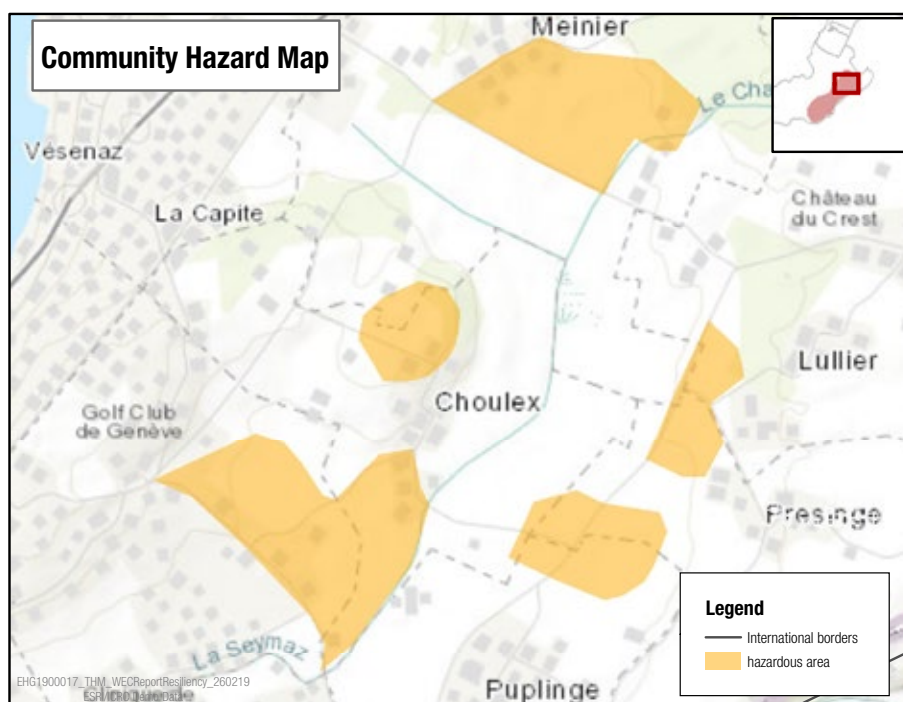 Community Hazard Map
Meinier
Le Cha
Vésenaz
La Capite
Château
du Crest
Choulex
Lullier
Golf Club
de Genève
Presinge
La Seymaz
Puplinge
Legend
International borders
hazardous area
EHG1900017_THM_WECReportResiliency_260219